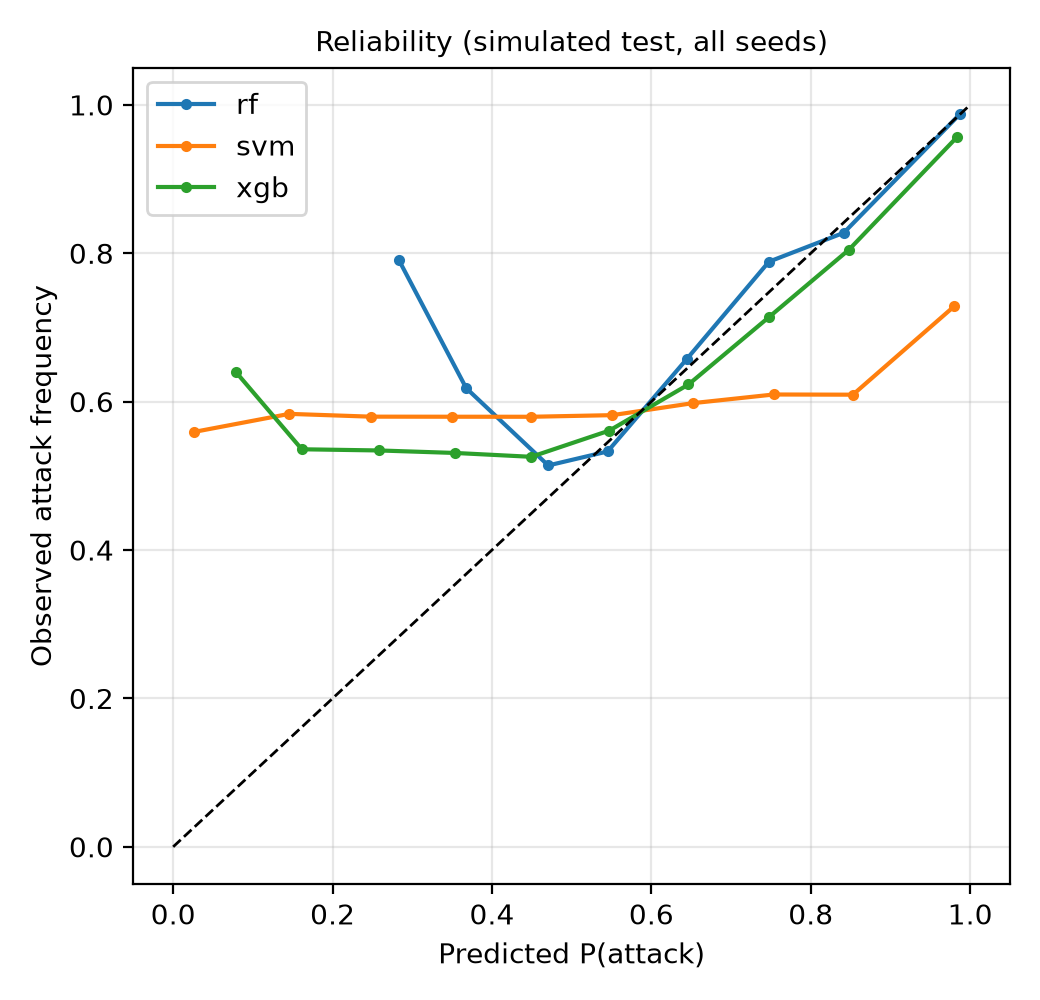 Reliability (simulated test, all seeds)
rf
svm
xgb
1.0
0.8
0.6
0.4
0.2
0.0
Observed attack frequency
0.0 0.2 0.4 0.6 0.8 1.0
Predicted P(attack)